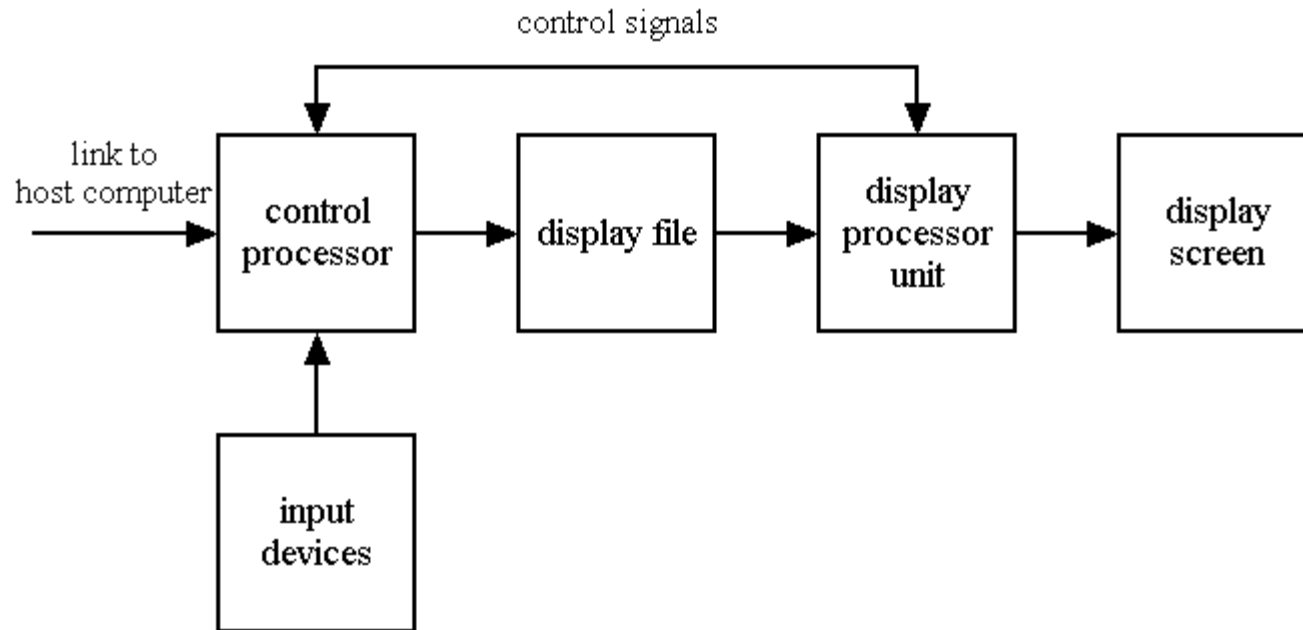 control signals
link to
host computer
control
processor
display file
display
processor
unit
display
screen
input
devices